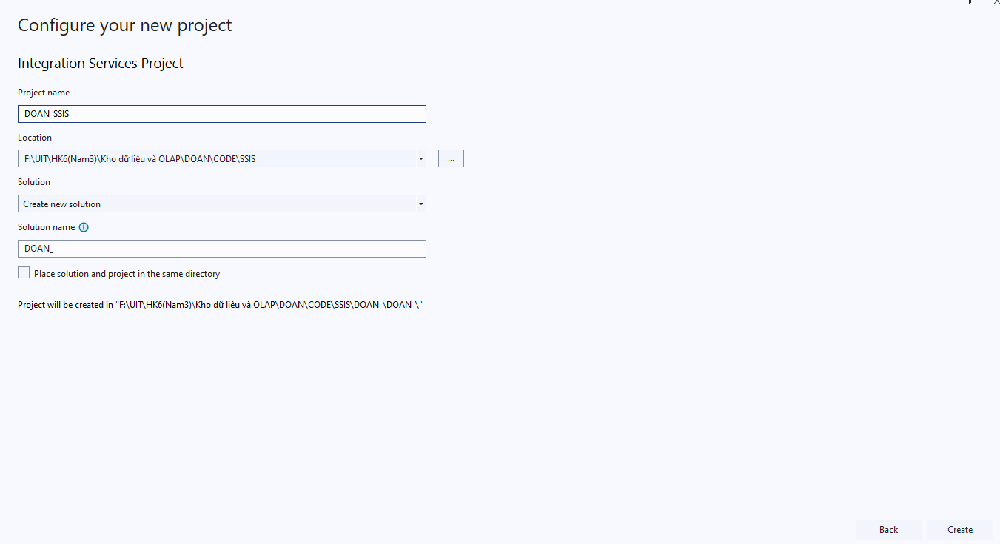 Configure your new project
Integration Services Project
Project name
DOAN_SSIS
Location
F:\UIT\HK6(Nam3)\Kho dữ liệu và OLAP\DOAN\CODE\SSIS
...
Solution
Create new solution
Solution name
DOAN_
Place solution and project in the same directory
Project will be created in "F:\UIT\HK6(Nam3)\Kho dữ liệu và OLAP\DOAN\CODE\SSIS\DOAN_\DOAN_\"
Back
Create